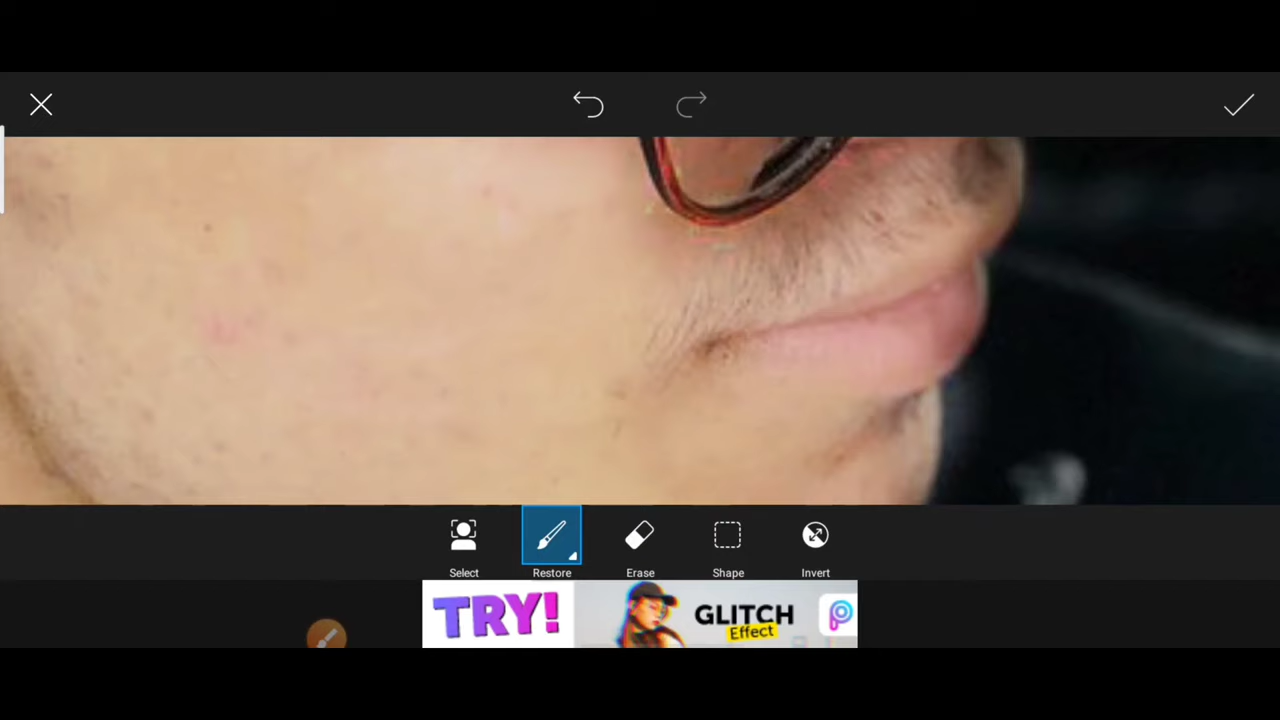 Select
Restore
Erase
Shape
Invert
TRY!
GLITCH
Effect